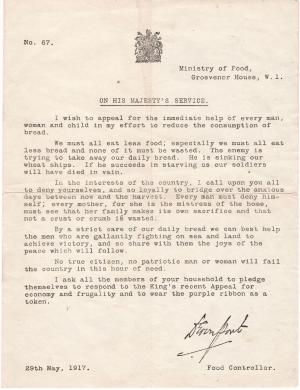 No. 67.
Ministry of Food,
Grosvenor House, W.1.
ON HIS MAJESTY'S SERVICE.
I wish to appeal for the immediate help of every man,
woman and child in my effort to reduce the consumption of
bread.
We must all eat less food; especially we must all eat
less bread and none of it must be wasted. The enemy is
trying to take away our daily bread. He is sinking our
wheat ships. If he succeeds in starving us our soldiers
will have died in vain.
In the interests of the country, I call upon you all
to deny yourselves, and so loyally to bridge over the anxious
days between now and the harvest. Every man must deny him-
self; every mother, for she is the mistress of the home,
must see that her family makes its own sacrifice and that
not a crust or crumb is wasted.
By a strict care of our daily bread we can best help
the men who are gallantly fighting on sea and land to
achieve victory, and so share with them the joys of the
peace which will follow.
No true citizen, no patriotic man or woman will fail
the country in this hour of need.
I ask all the members of your household to pledge
themselves to respond to the King's recent Appeal for
economy and frugality and to wear the purple ribbon as a
token.
Devonport
29th May, 1917.
Food Controller.